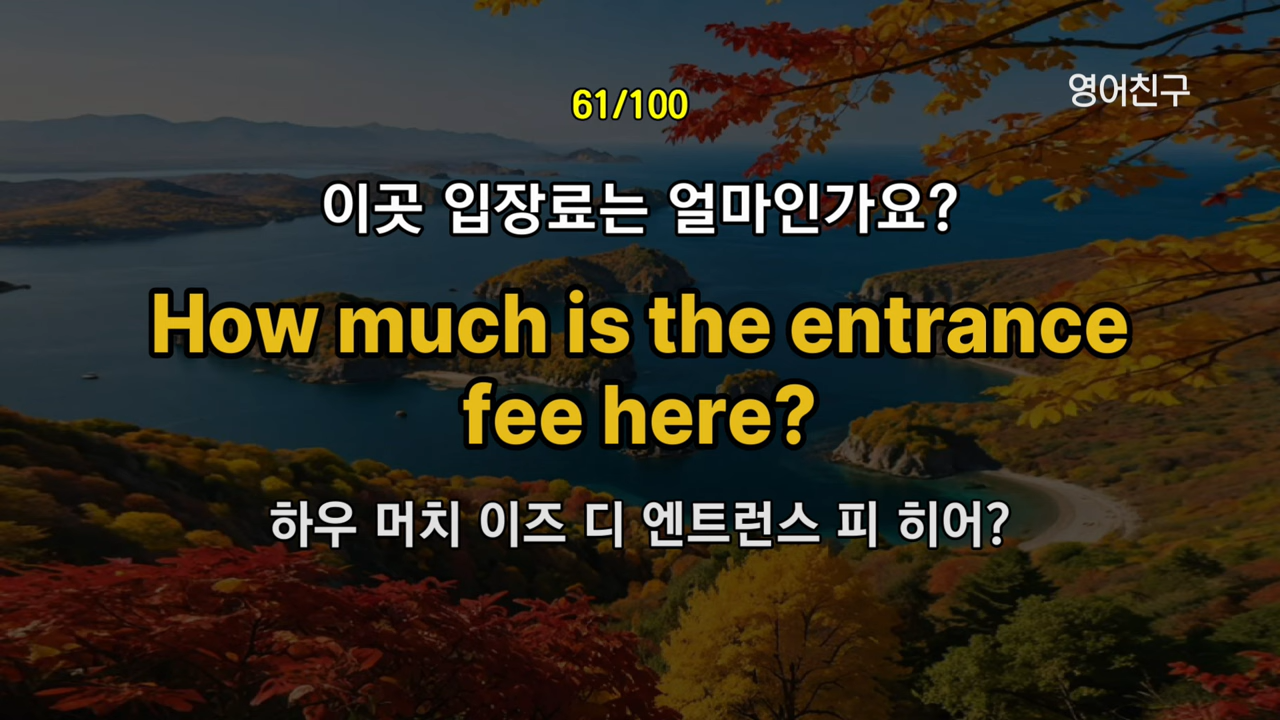 영어친구
61/100
이곳 입장료는 얼마인가요?
How much is the entrance
fee here?
하우 머치 이즈 디 엔트런스 피 히어?